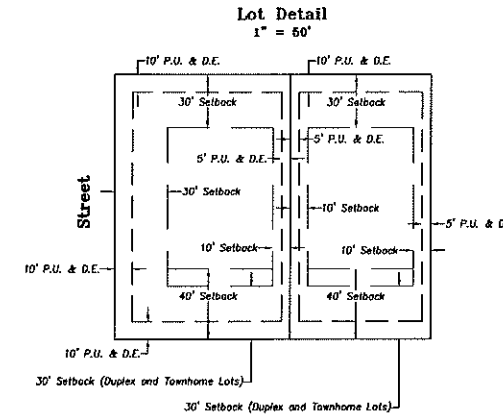 Lot Detail
1" = 50'
10' P.U. & D.E.
10' P.U. & D.E.
30' Setback
30' Setback
5' P.U. & D.E.
5' P.U. & D.E.
30' Setback
Street
10' Setback
5' P.U. & D
10' Setback
10' Setback
10' P.U. & D.E.
40' Setback
40' Setback
10' P.U. & D.E.
30' Setback (Duplex and Townhome Lots)
30' Setback (Duplex and Townhome Lots)